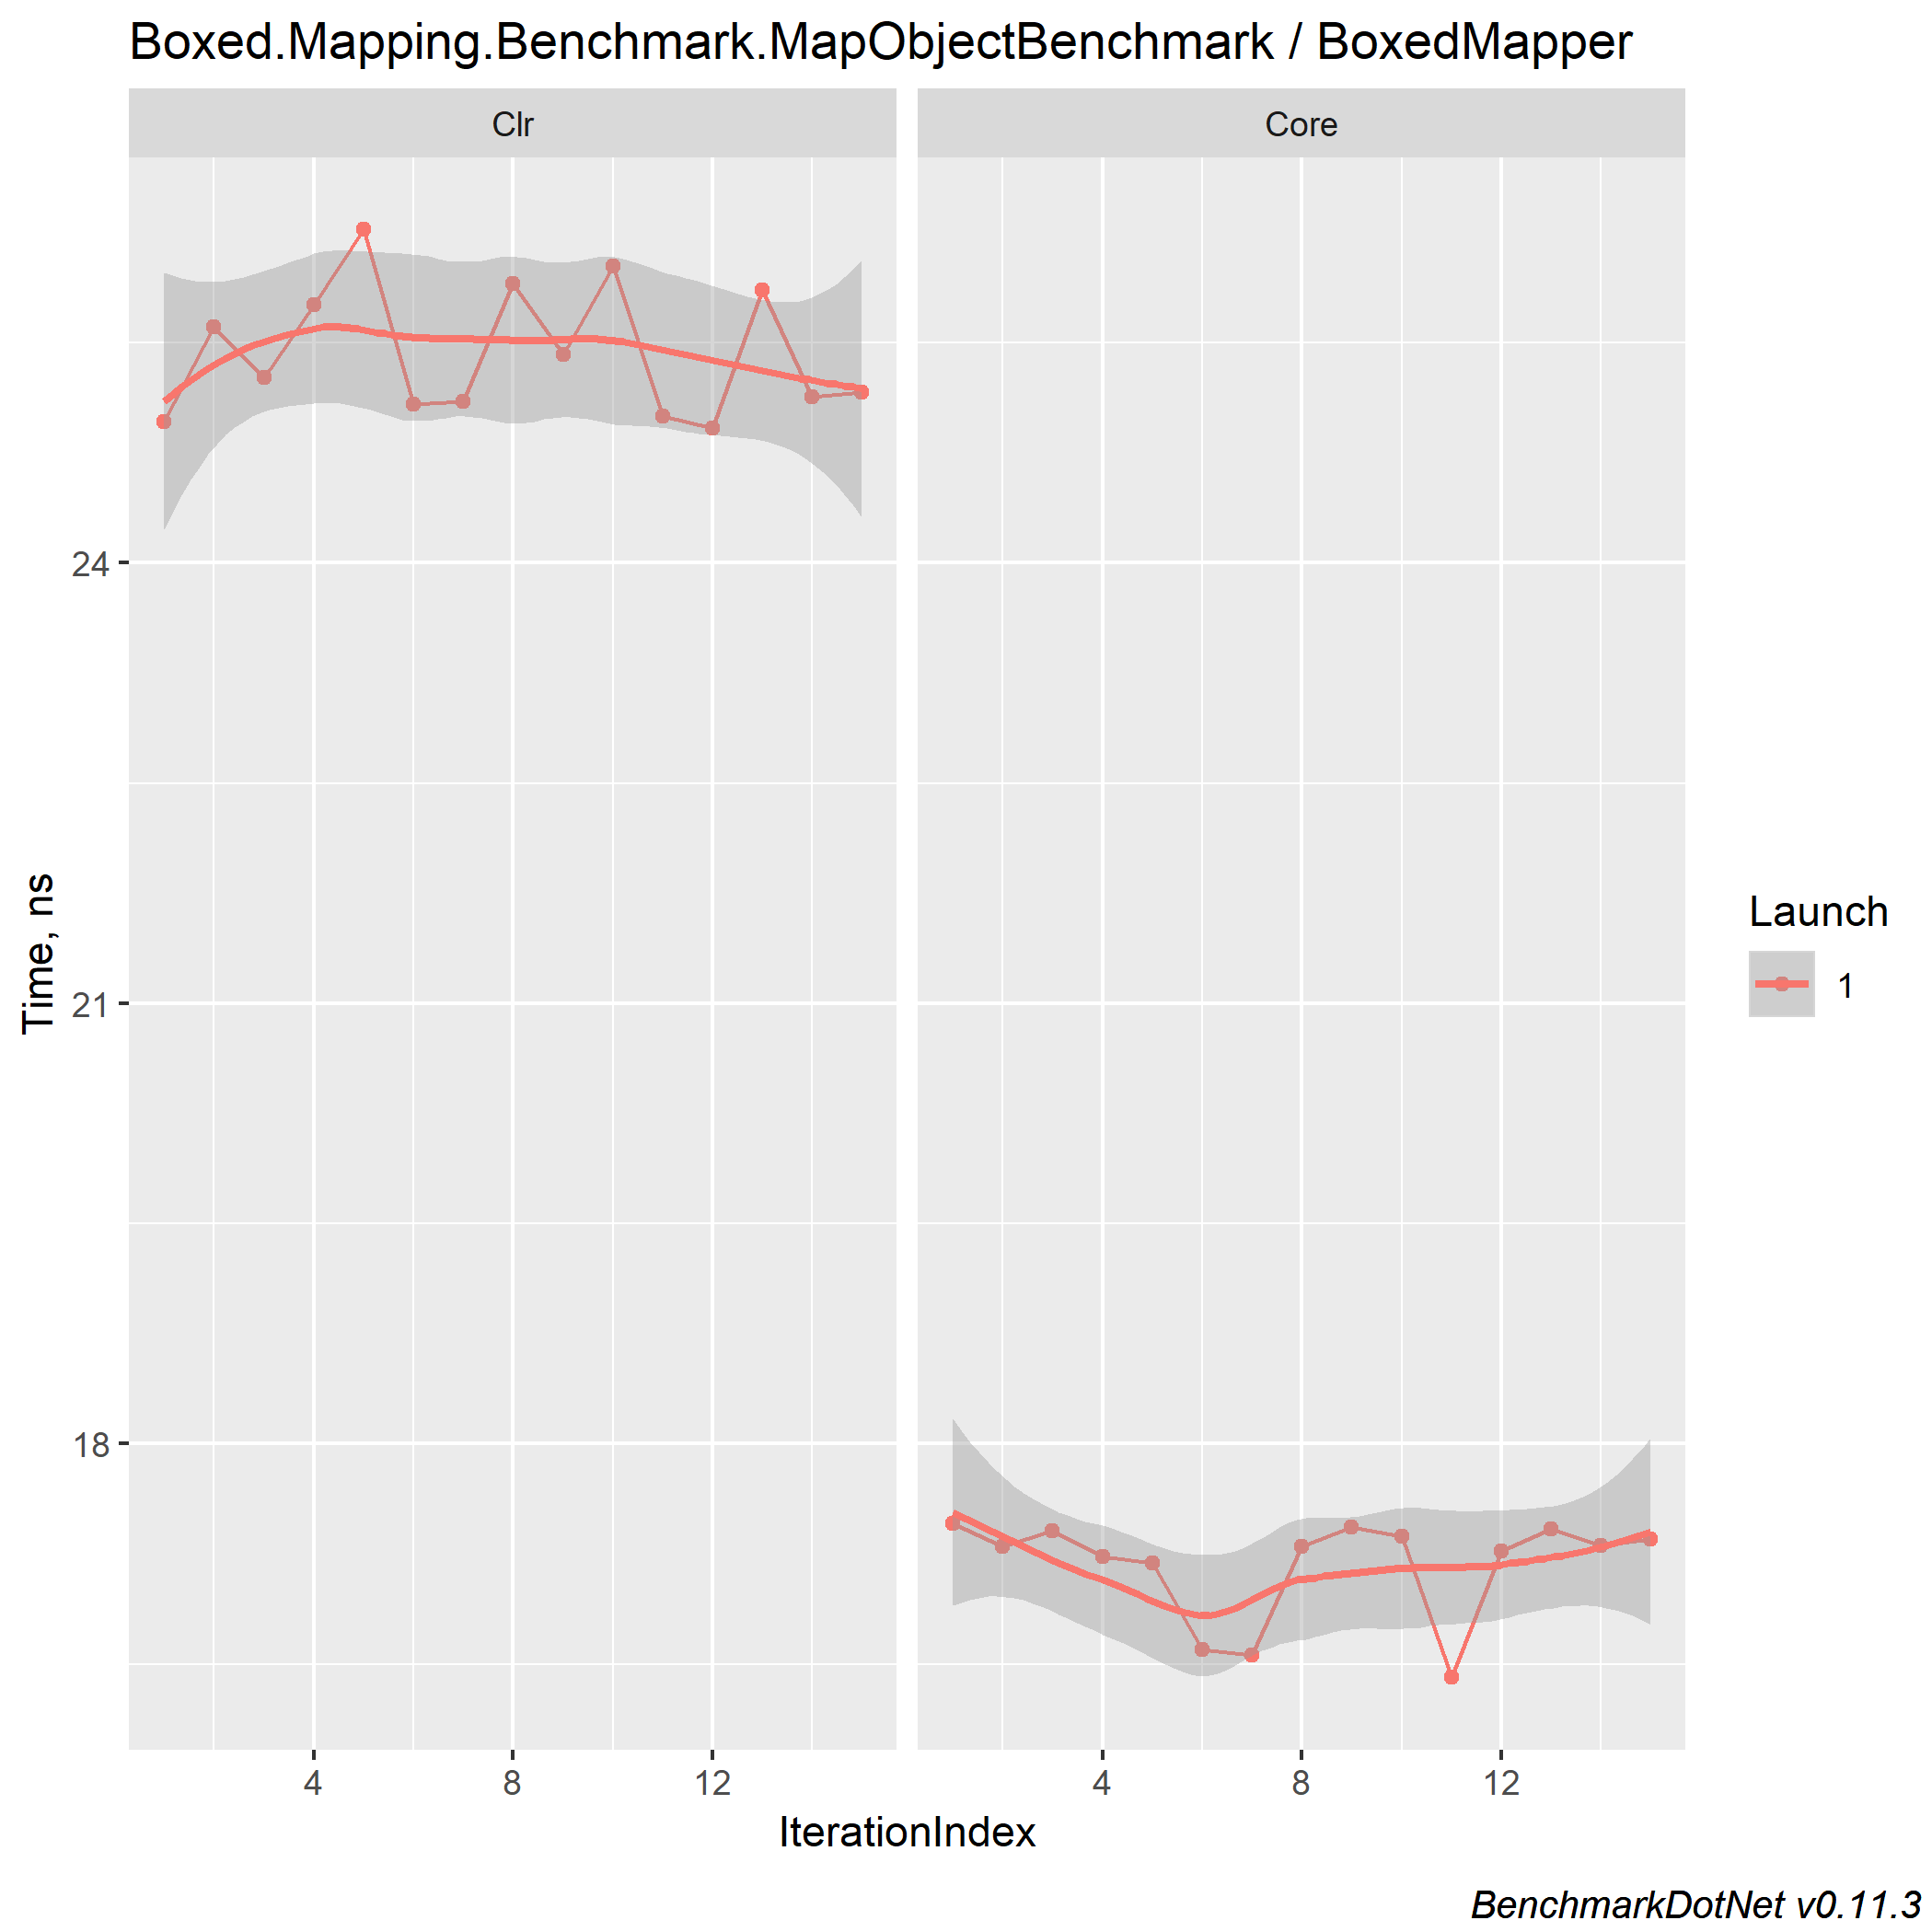 Boxed.Mapping.Benchmark.MapObjectBenchmark / BoxedMapper
Clr
Core
24
21
18
Time, ns
4
8
12
4
8
12
IterationIndex
Launch
1
BenchmarkDotNet v0.11.3